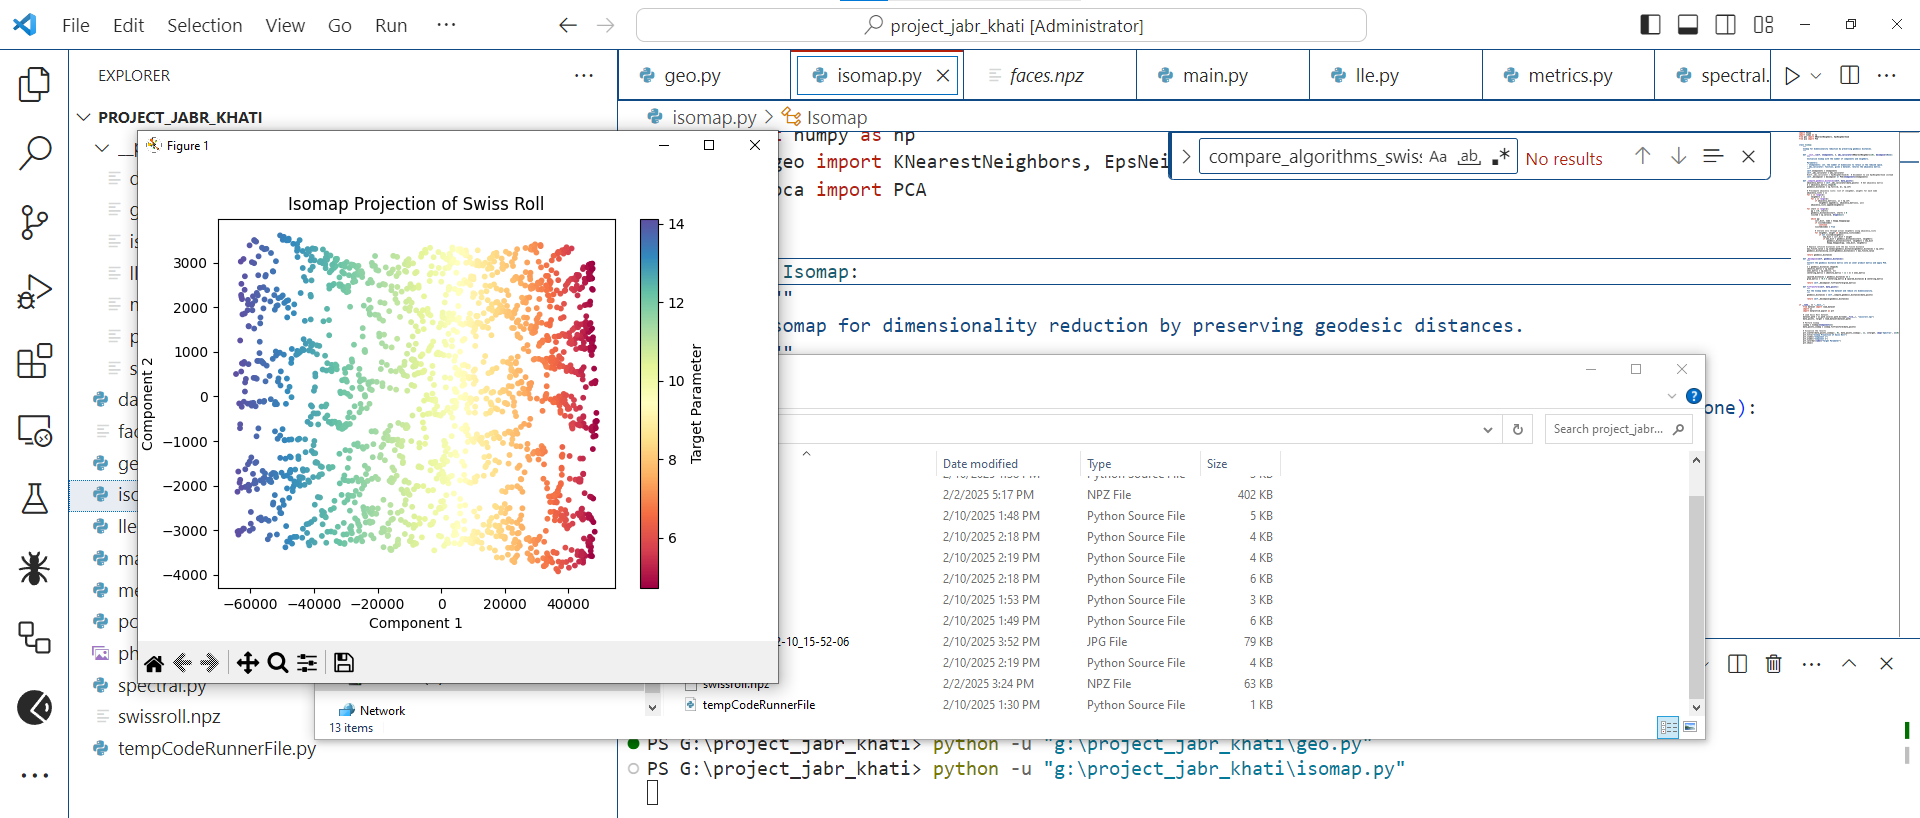 File Edit Selection View Go Run ···
project_jabr_khati [Administrator]
EXPLORER
PROJECT_JABR_KHATI
geo.py
isomap.py
faces.npz
main.py
lle.py
metrics.py
spectral.
isomap.py > Isomap
numpy as np
geo import KNearestNeighbors, EpsNei
pca import PCA
compare_algorithms_swis
Aa ab .*
No results
Isomap:
"""
somap for dimensionality reduction by preserving geodesic distances.
one):
Figure 1
Isomap Projection of Swiss Roll
3000
2000
1000
0
−1000
−2000
−3000
−4000
Component 2
−60000 −40000 −20000 0 20000 40000
Component 1
14
12
10
8
6
Target Parameter
da
fac
ge
iso
lle
ma
me
ph
spectral.py
swissroll.npz
tempCodeRunnerFile.py
Search project_jabr...
Date modified Type Size
2/2/2025 5:17 PM NPZ File 402 KB
2/10/2025 1:48 PM Python Source File 5 KB
2/10/2025 2:18 PM Python Source File 4 KB
2/10/2025 2:19 PM Python Source File 4 KB
2/10/2025 2:18 PM Python Source File 6 KB
2/10/2025 1:53 PM Python Source File 3 KB
2/10/2025 1:49 PM Python Source File 6 KB
2-10_15-52-06 2/10/2025 3:52 PM JPG File 79 KB
2/10/2025 2:19 PM Python Source File 4 KB
swissroll.npz 2/2/2025 3:24 PM NPZ File 63 KB
tempCodeRunnerFile 2/10/2025 1:30 PM Python Source File 1 KB
Network
13 items
PS G:\project_jabr_khati> python -u "g:\project_jabr_khati\geo.py"
PS G:\project_jabr_khati> python -u "g:\project_jabr_khati\isomap.py"